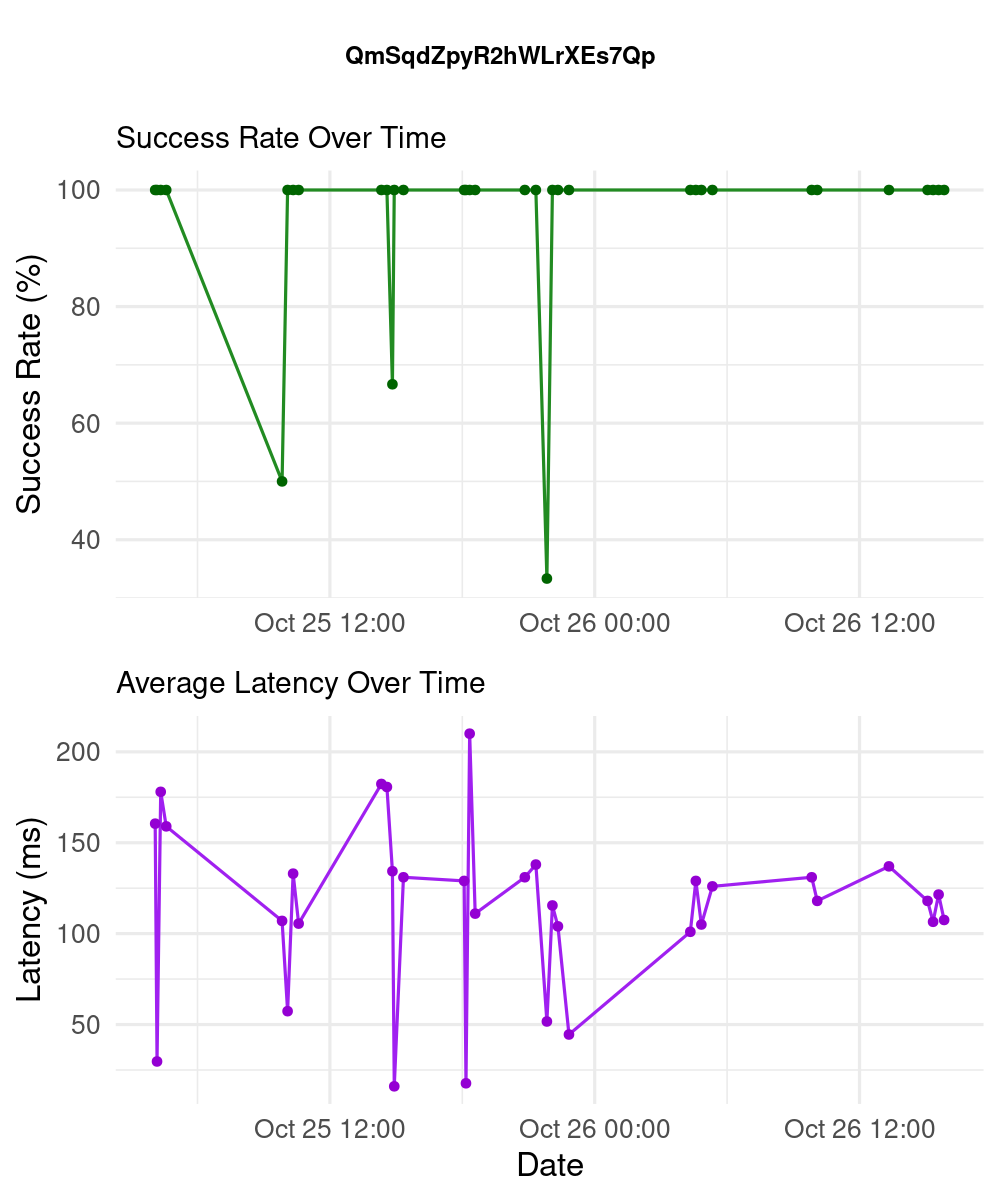 QmSqdZpyR2hWLrXEs7Qp
Success Rate Over Time
Success Rate (%)
100
80
60
40
Oct 25 12:00 Oct 26 00:00 Oct 26 12:00
Average Latency Over Time
Latency (ms)
200
150
100
50
Oct 25 12:00 Oct 26 00:00 Oct 26 12:00
Date